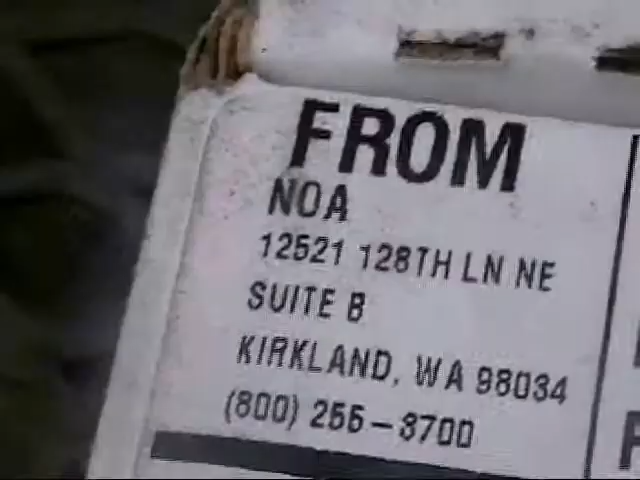 FROM
NOA
12521 128TH LN NE
SUITE B
KIRKLAND, WA 98034
(800) 255-3700